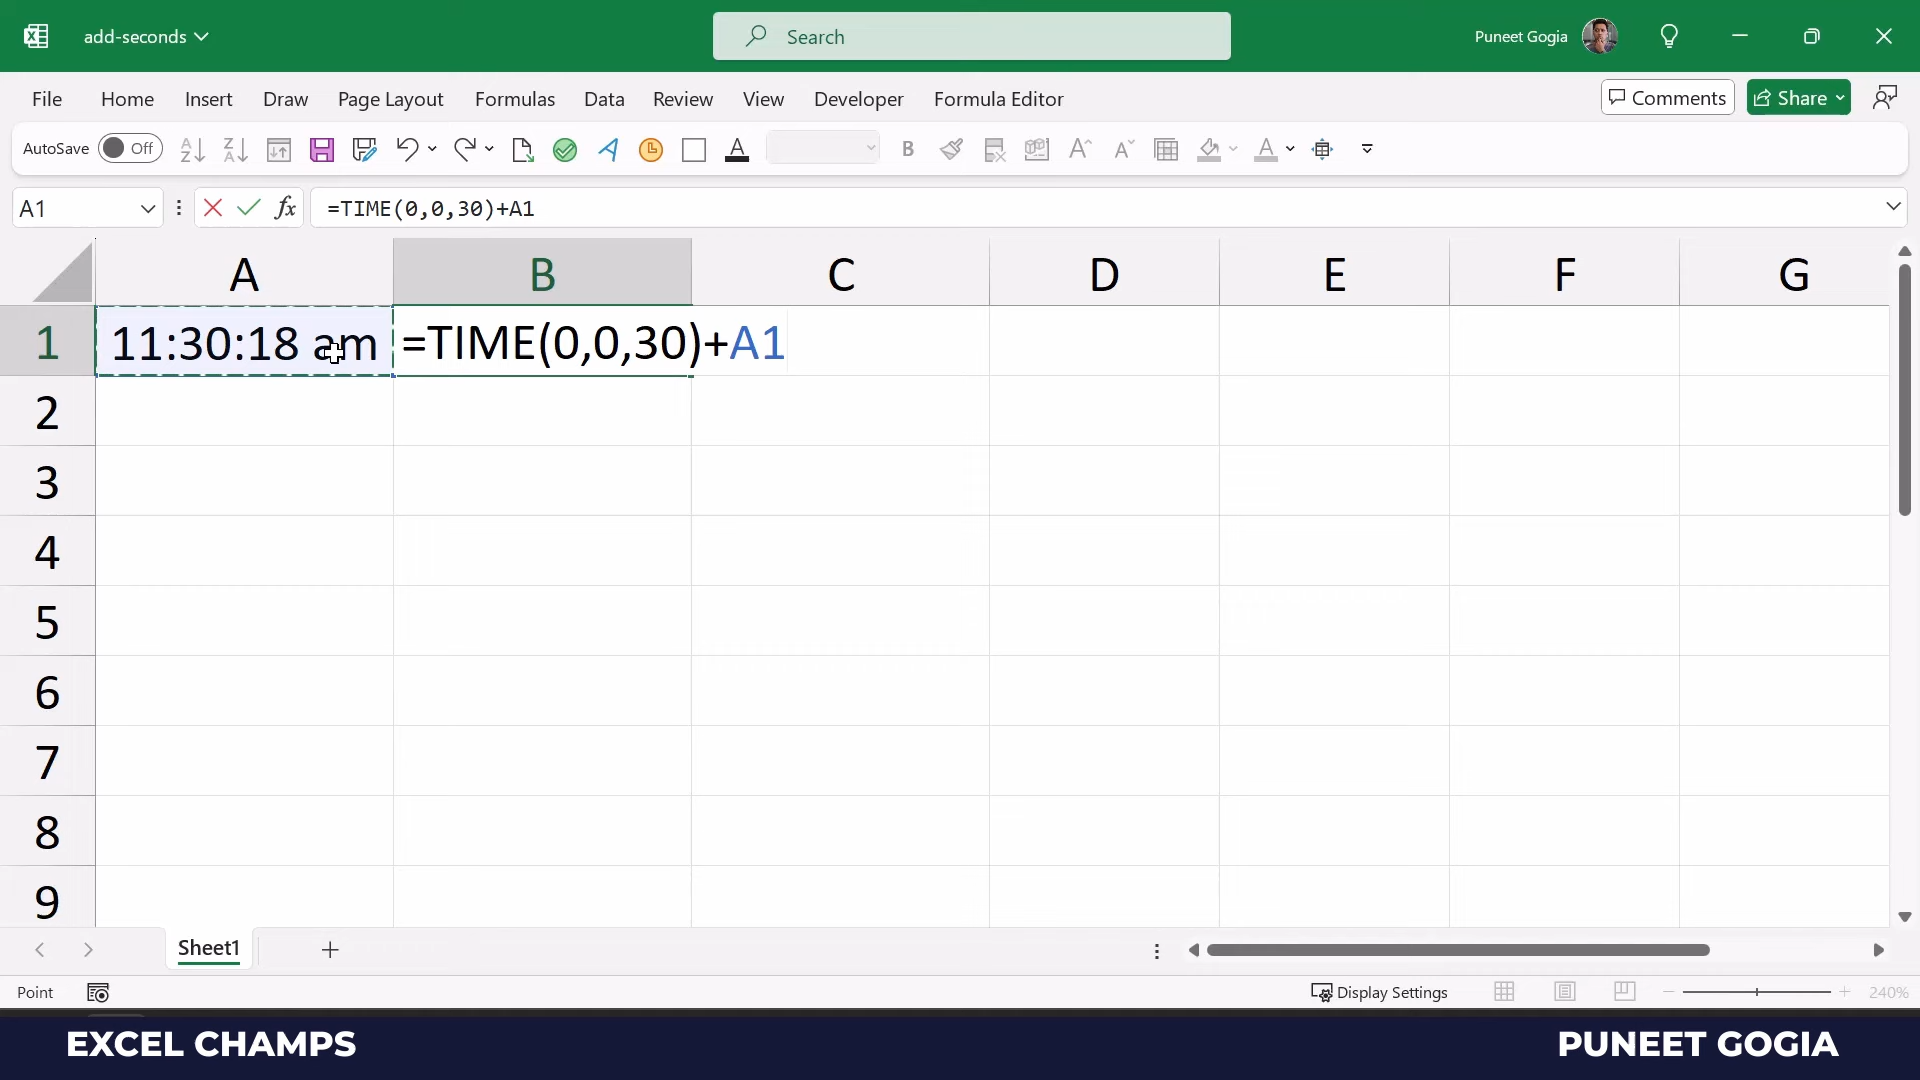 add-seconds
Search
Puneet Gogia
File Home Insert Draw Page Layout Formulas Data Review View Developer Formula Editor
Comments Share
AutoSave Off
A1 fx =TIME(0,0,30)+A1
A B C D E F G
1 11:30:18 am =TIME(0,0,30)+A1
2
3
4
5
6
7
8
9
Sheet1
Point Display Settings 240%
EXCEL CHAMPS PUNEET GOGIA